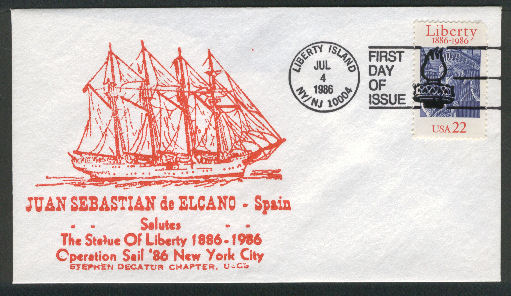 LIBERTY ISLAND
JUL
4
1986
NY/NJ 10004
FIRST
DAY
OF
ISSUE
Liberty
1886-1986
USA 22
JUAN SEBASTIAN de ELCANO - Spain
Salutes
The Statue Of Liberty 1886-1986
Operation Sail '86 New York City
STEPHEN DECATUR CHAPTER,